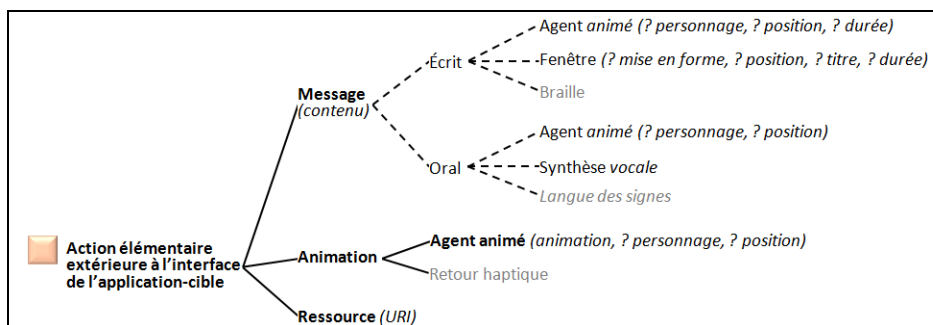 Agent animé (? personnage, ? position, ? durée)
Écrit
Fenêtre (? mise en forme, ? position, ? titre, ? durée)
Message
(contenu)
Braille
Agent animé (? personnage, ? position)
Oral
Synthèse vocale
Langue des signes
Action élémentaire
extérieure à l'interface
de l'application-cible
Animation
Agent animé (animation, ? personnage, ? position)
Retour haptique
Ressource (URI)